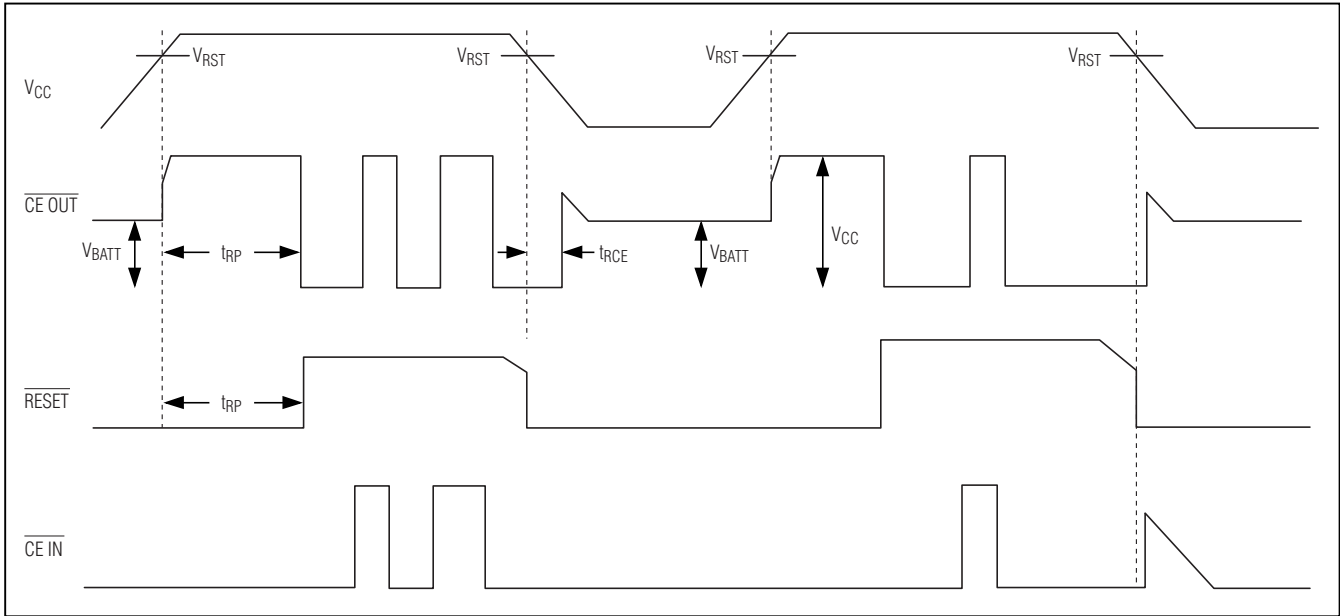 VRST
VRST
VRST
VRST
VCC
CE OUT
VBATT
tRP
tRCE
VBATT
VCC
RESET
tRP
CE IN